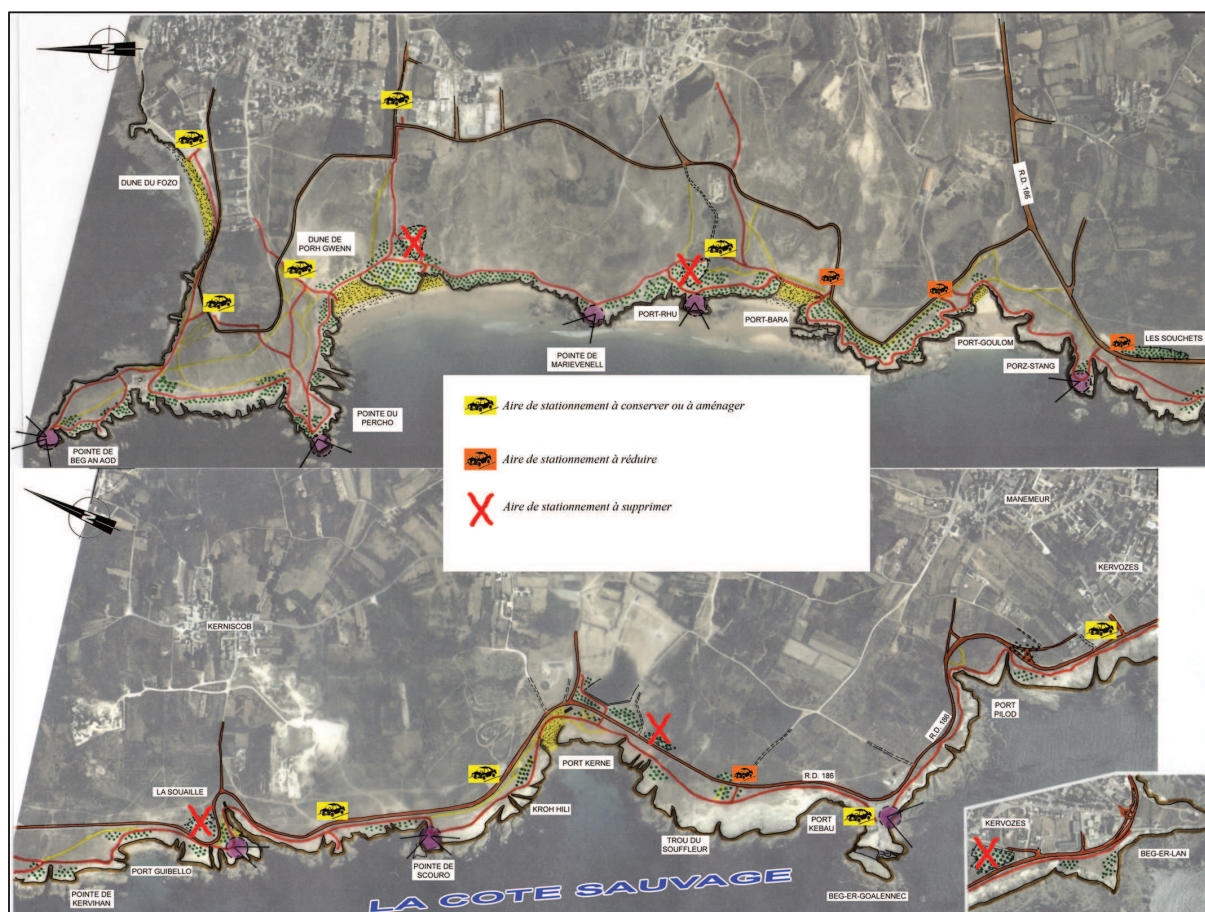 N
DUNE DU FOZO
DUNE DE
PORH GWENN
R.D. 186
PORT-RHU
PORT-BARA
PORT-GOULOM
LES SOUCHETS
PORZ-STANG
POINTE DE
MARIEVENELL
POINTE DU
PERCHO
POINTE DE
BEG AN AOD
Aire de stationnement à conserver ou à aménager
Aire de stationnement à réduire
Aire de stationnement à supprimer
N
MANEMEUR
KERVOZES
KERNISCOB
PORT
PILOD
R.D. 186
PORT KERNE
LA SOUAILLE
R.D. 186
KROH HILI
PORT
KEBAU
TROU DU
SOUFFLEUR
PORT GUIBELLO
POINTE DE
SCOURO
POINTE DE
KERVIHAN
BEG-ER-GOALENNEC
KERVOZES
BEG-ER-LAN
LA COTE SAUVAGE